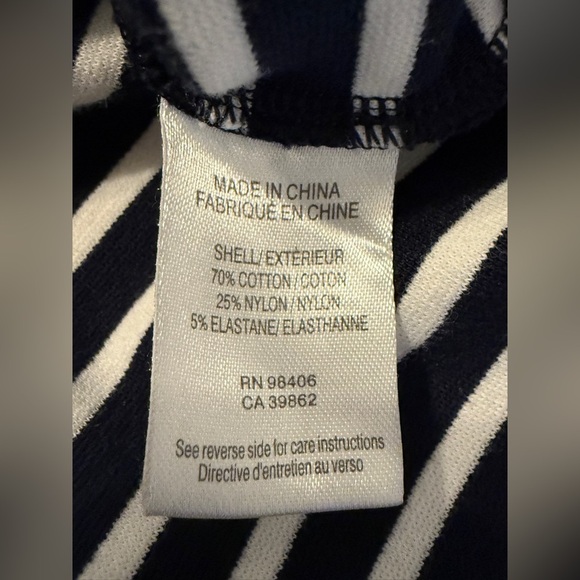 MADE IN CHINA
FABRIQUÉ EN CHINE
SHELL/EXTÉRIEUR
70% COTTON/COTON
25% NYLON/NYLON
5% ELASTANE/ELASTHANNE
RN 98406
CA 39862
See reverse side for care instructions
Directive d'entretien au verso